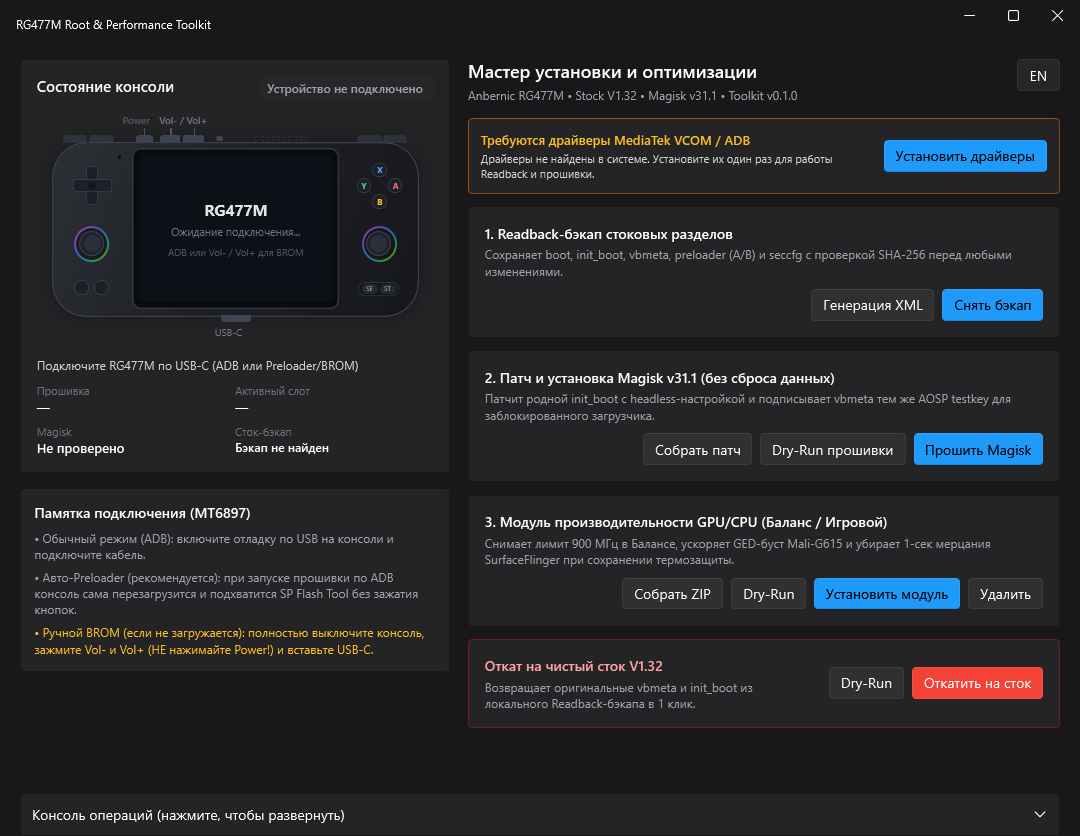 RG477M Root & Performance Toolkit
Состояние консоли
Устройство не подключено
Power Vol- / Vol+
X
Y
A
B
RG477M
Ожидание подключения...
ADB или Vol- / Vol+ для BROM
SE ST
USB-C
Подключите RG477M по USB-C (ADB или Preloader/BROM)
Прошивка
Активный слот
—
—
Magisk
Сток-бэкап
Не проверено
Бэкап не найден
Памятка подключения (MT6897)
• Обычный режим (ADB): включите отладку по USB на консоли и
подключите кабель.
• Авто-Preloader (рекомендуется): при запуске прошивки по ADB
консоль сама перезагрузится и подхватится SP Flash Tool без зажатия
кнопок.
• Ручной BROM (если не загружается): полностью выключите консоль,
зажмите Vol- и Vol+ (НЕ нажимайте Power!) и вставьте USB-C.
Мастер установки и оптимизации
EN
Anbernic RG477M • Stock V1.32 • Magisk v31.1 • Toolkit v0.1.0
Требуются драйверы MediaTek VCOM / ADB
Драйверы не найдены в системе. Установите их один раз для работы
Readback и прошивки.
Установить драйверы
1. Readback-бэкап стоковых разделов
Сохраняет boot, init_boot, vbmeta, preloader (A/B) и seccfg с проверкой SHA-256 перед любыми
изменениями.
Генерация XML
Снять бэкап
2. Патч и установка Magisk v31.1 (без сброса данных)
Патчит родной init_boot с headless-настройкой и подписывает vbmeta тем же AOSP testkey для
заблокированного загрузчика.
Собрать патч
Dry-Run прошивки
Прошить Magisk
3. Модуль производительности GPU/CPU (Баланс / Игровой)
Снимает лимит 900 МГц в Балансе, ускоряет GED-буст Mali-G615 и убирает 1-сек мерцания
SurfaceFlinger при сохранении термозащиты.
Собрать ZIP
Dry-Run
Установить модуль
Удалить
Откат на чистый сток V1.32
Возвращает оригинальные vbmeta и init_boot из
локального Readback-бэкапа в 1 клик.
Dry-Run
Откатить на сток
Консоль операций (нажмите, чтобы развернуть)